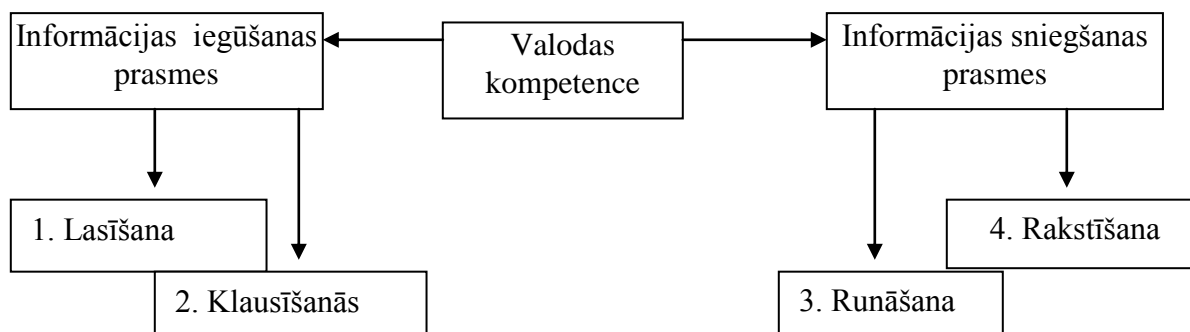 Informācijas iegūšanas
prasmes
Valodas
kompetence
Informācijas sniegšanas
prasmes
1. Lasīšana
2. Klausīšanās
3. Runāšana
4. Rakstīšana